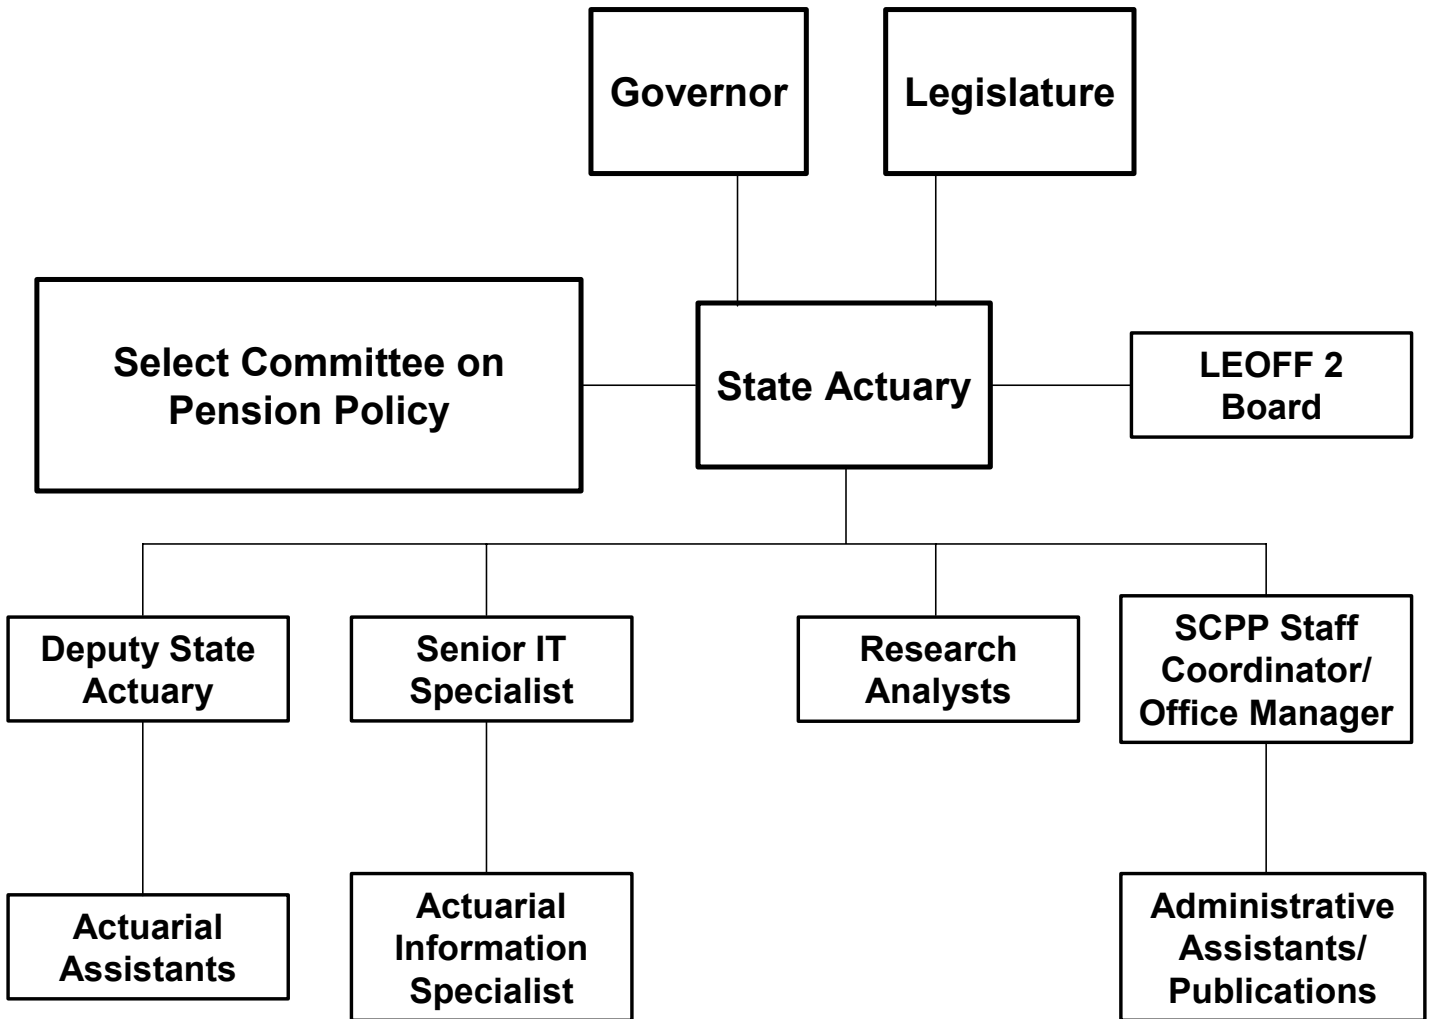 Governor
Legislature
Select Committee on
Pension Policy
State Actuary
LEOFF 2
Board
Deputy State
Actuary
Senior IT
Specialist
Research
Analysts
SCPP Staff
Coordinator/
Office Manager
Actuarial
Assistants
Actuarial
Information
Specialist
Administrative
Assistants/
Publications